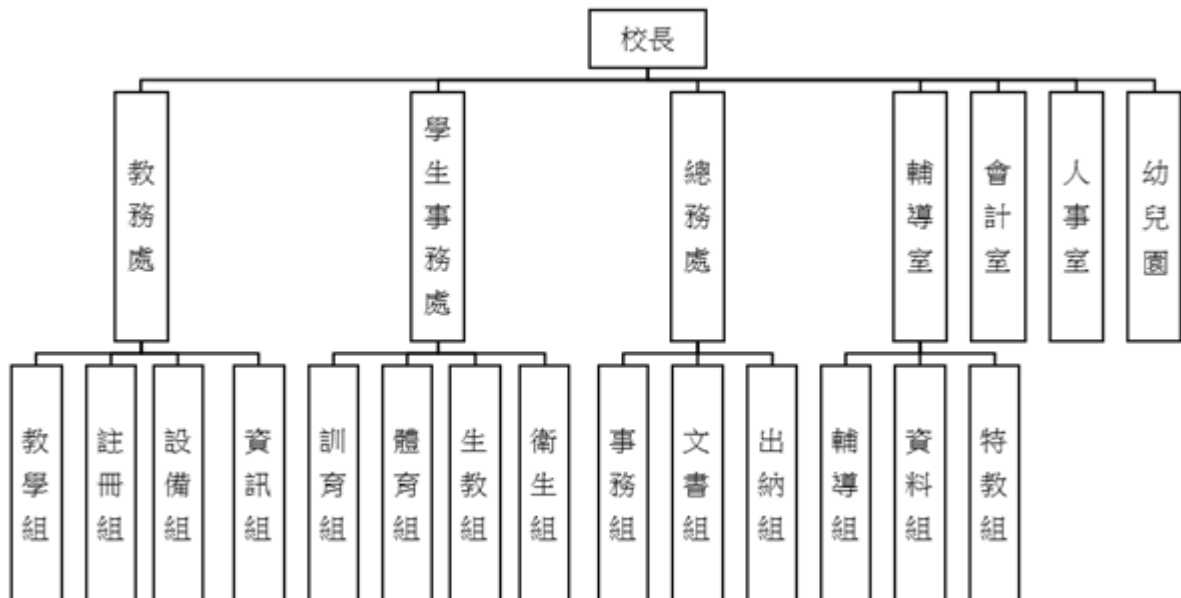 校長
教務處
學生事務處
總務處
輔導室
會計室
人事室
幼兒園
教學組
註冊組
設備組
資訊組
訓育組
體育組
生教組
衛生組
事務組
文書組
出納組
輔導組
資料組
特教組